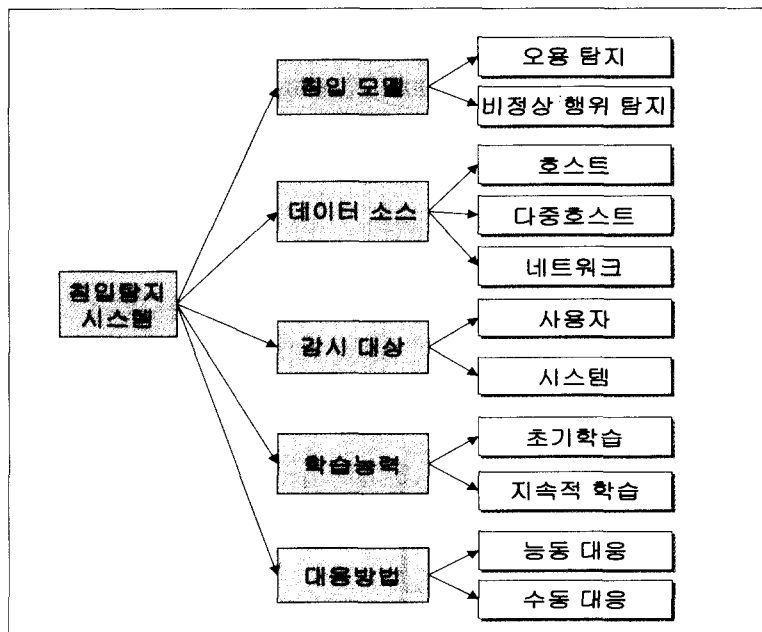 침입탐지
시스템
침입 모델
오용 탐지
비정상 행위 탐지
데이터 소스
호스트
다중호스트
네트워크
감시 대상
사용자
시스템
학습능력
초기학습
지속적 학습
대응방법
능동 대응
수동 대응